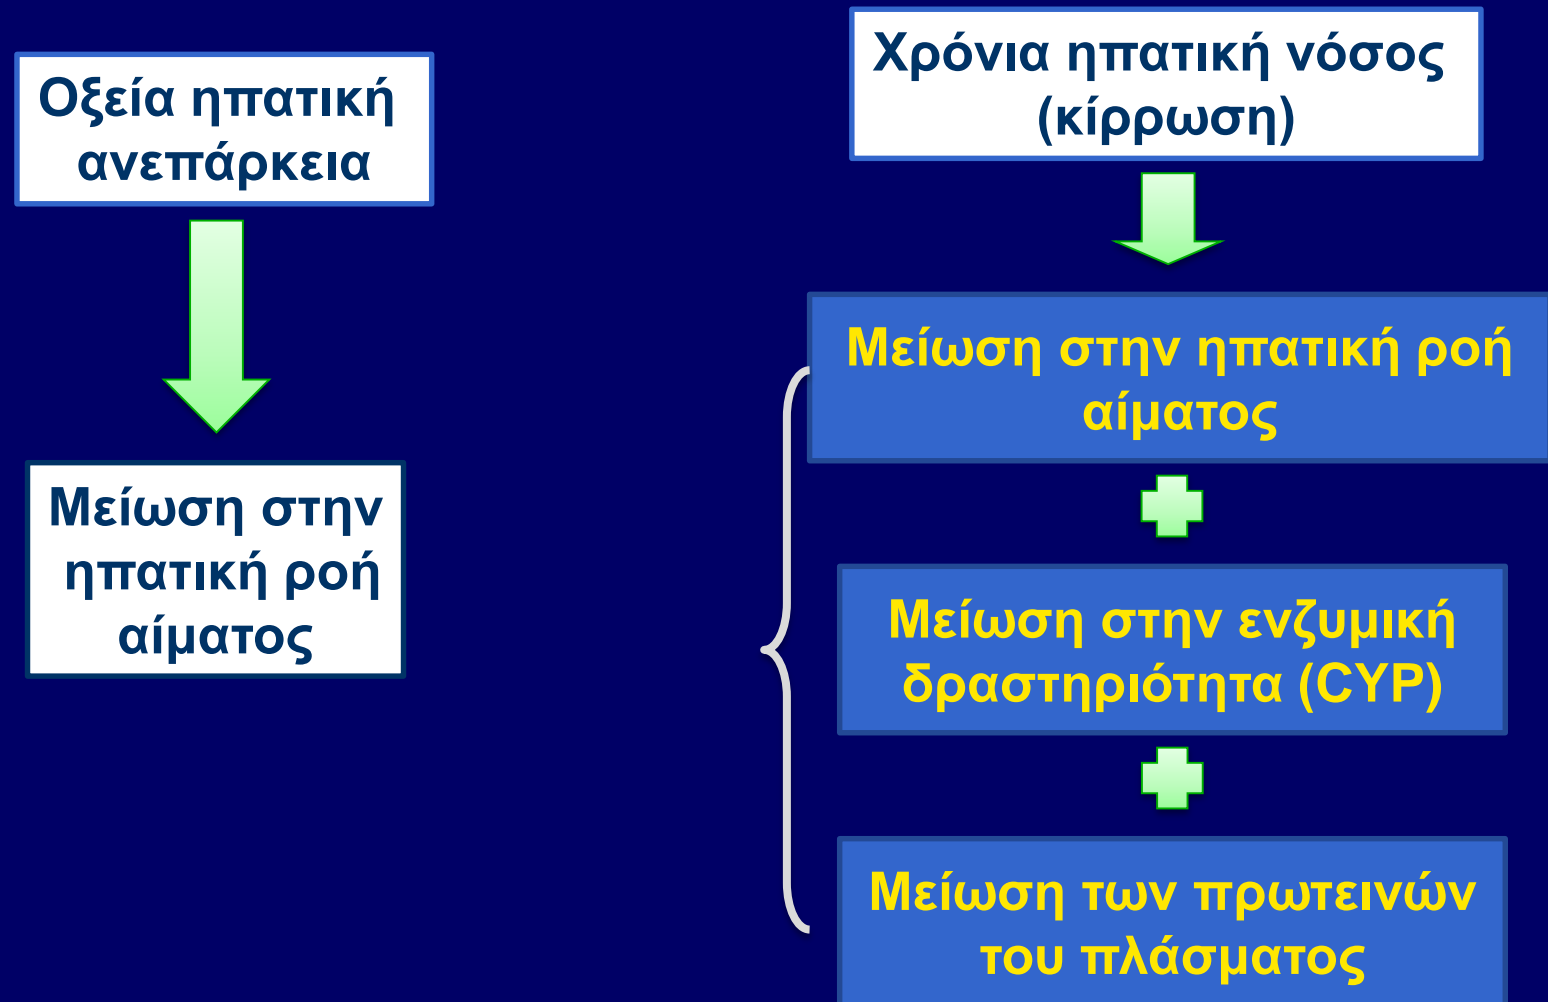 Οξεία ηπατική
ανεπάρκεια
Μείωση στην
ηπατική ροή
αίματος
Χρόνια ηπατική νόσος
(κίρρωση)
Μείωση στην ηπατική ροή
αίματος
Μείωση στην ενζυμική
δραστηριότητα (CYP)
Μείωση των πρωτεινών
του πλάσματος